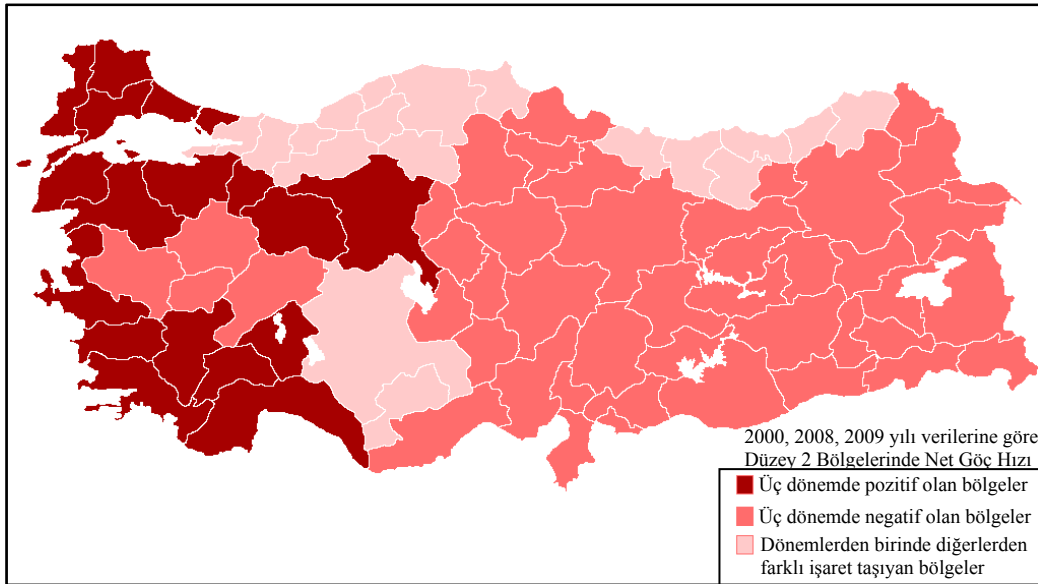 2000, 2008, 2009 yılı verilerine göre
Düzey 2 Bölgelerinde Net Göç Hızı
Üç dönemde pozitif olan bölgeler
Üç dönemde negatif olan bölgeler
Dönemlerden birinde diğerlerden
farklı işaret taşıyan bölgeler